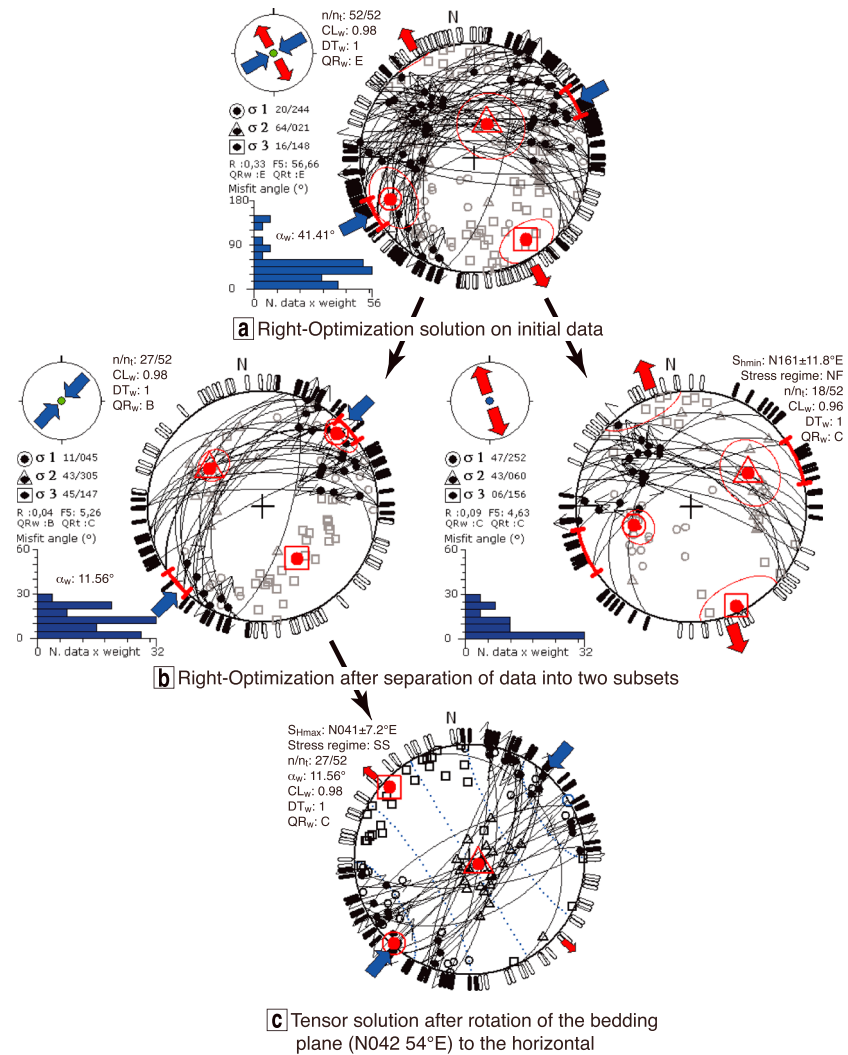 N
n/nt: 52/52
CLw: 0.98
DTw: 1
QRw: E
σ 1 20/244
σ 2 64/021
σ 3 16/148
R :0,33 F5: 56,66
QRw :E QRt :E
Misfit angle (°)
180
αw: 41.41°
90
0
0 N. data x weight 56
a Right-Optimization solution on initial data
N
n/nt: 27/52
CLw: 0.98
DTw: 1
QRw: B
σ 1 11/045
σ 2 43/305
σ 3 45/147
R :0,04 F5: 5,26
QRw :B QRt :C
Misfit angle (°)
60
αw: 11.56°
30
0
0 N. data x weight 32
N
Shmin: N161±11.8°E
Stress regime: NF
n/nt: 18/52
CLw: 0.96
DTw: 1
QRw: C
σ 1 47/252
σ 2 43/060
σ 3 06/156
R :0,09 F5: 4,63
QRw :C QRt :C
Misfit angle (°)
60
30
0
0 N. data x weight 32
b Right-Optimization after separation of data into two subsets
N
SHmax: N041±7.2°E
Stress regime: SS
n/nt: 27/52
αw: 11.56°
CLw: 0.98
DTw: 1
QRw: C
c Tensor solution after rotation of the bedding
plane (N042 54°E) to the horizontal